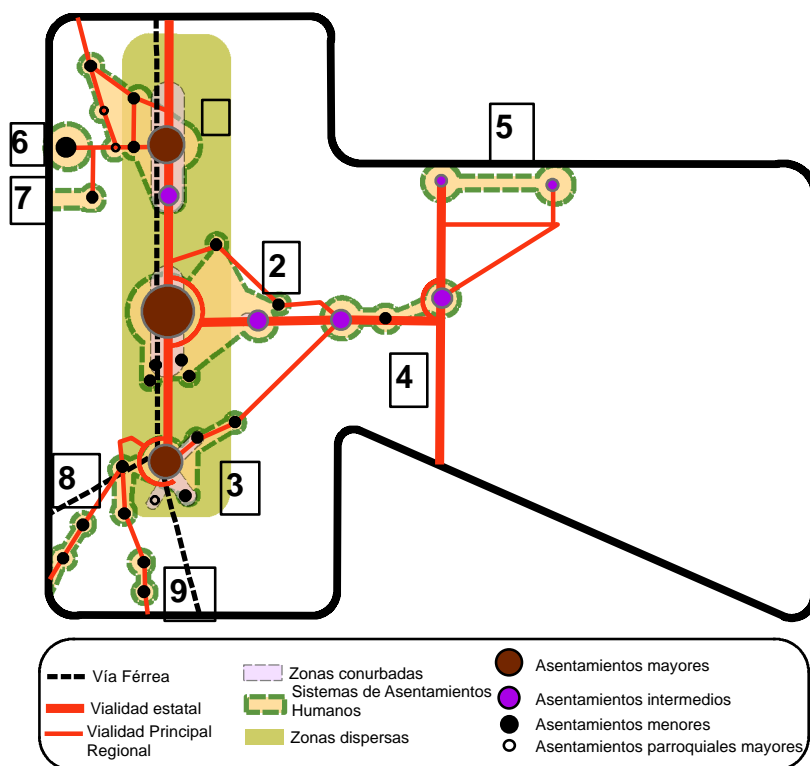 5
6
7
2
4
8
3
9
Vía Férrea
Vialidad estatal
Vialidad Principal
Regional
Zonas conurbadas
Sistemas de Asentamientos
Humanos
Zonas dispersas
Asentamientos mayores
Asentamientos intermedios
Asentamientos menores
Asentamientos parroquiales mayores